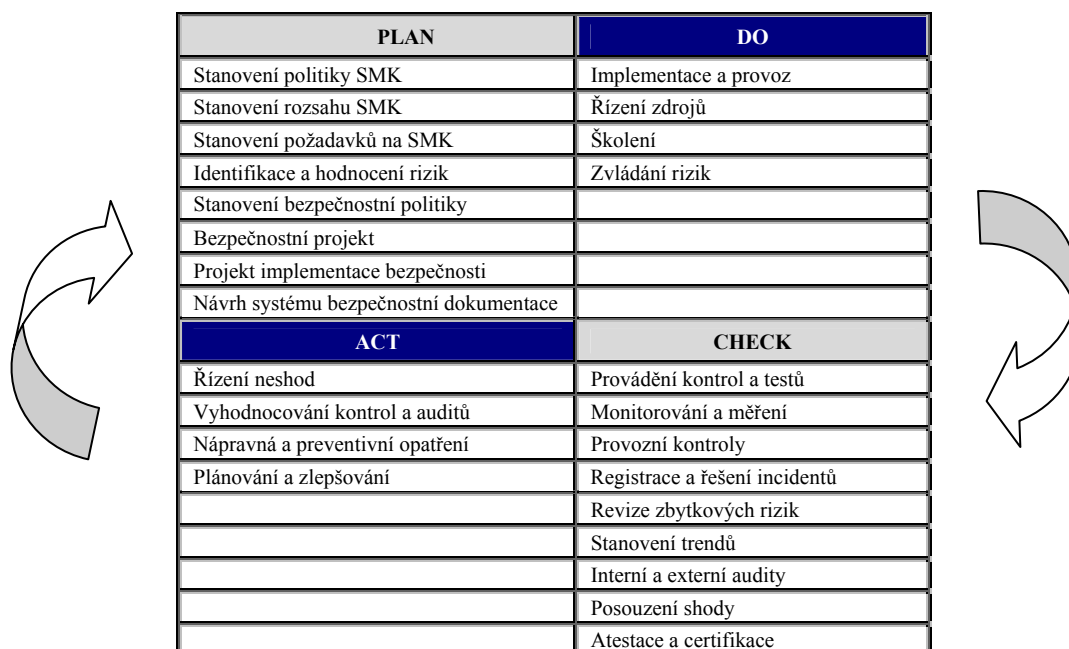 PLAN
DO
Stanovení politiky SMK
Implementace a provoz
Stanovení rozsahu SMK
Řízení zdrojů
Stanovení požadavků na SMK
Školení
Identifikace a hodnocení rizik
Zvládání rizik
Stanovení bezpečnostní politiky
Bezpečnostní projekt
Projekt implementace bezpečnosti
Návrh systému bezpečnostní dokumentace
ACT
CHECK
Řízení neshod
Provádění kontrol a testů
Vyhodnocování kontrol a auditů
Monitorování a měření
Nápravná a preventivní opatření
Provozní kontroly
Plánování a zlepšování
Registrace a řešení incidentů
Revize zbytkových rizik
Stanovení trendů
Interní a externí audity
Posouzení shody
Atestace a certifikace